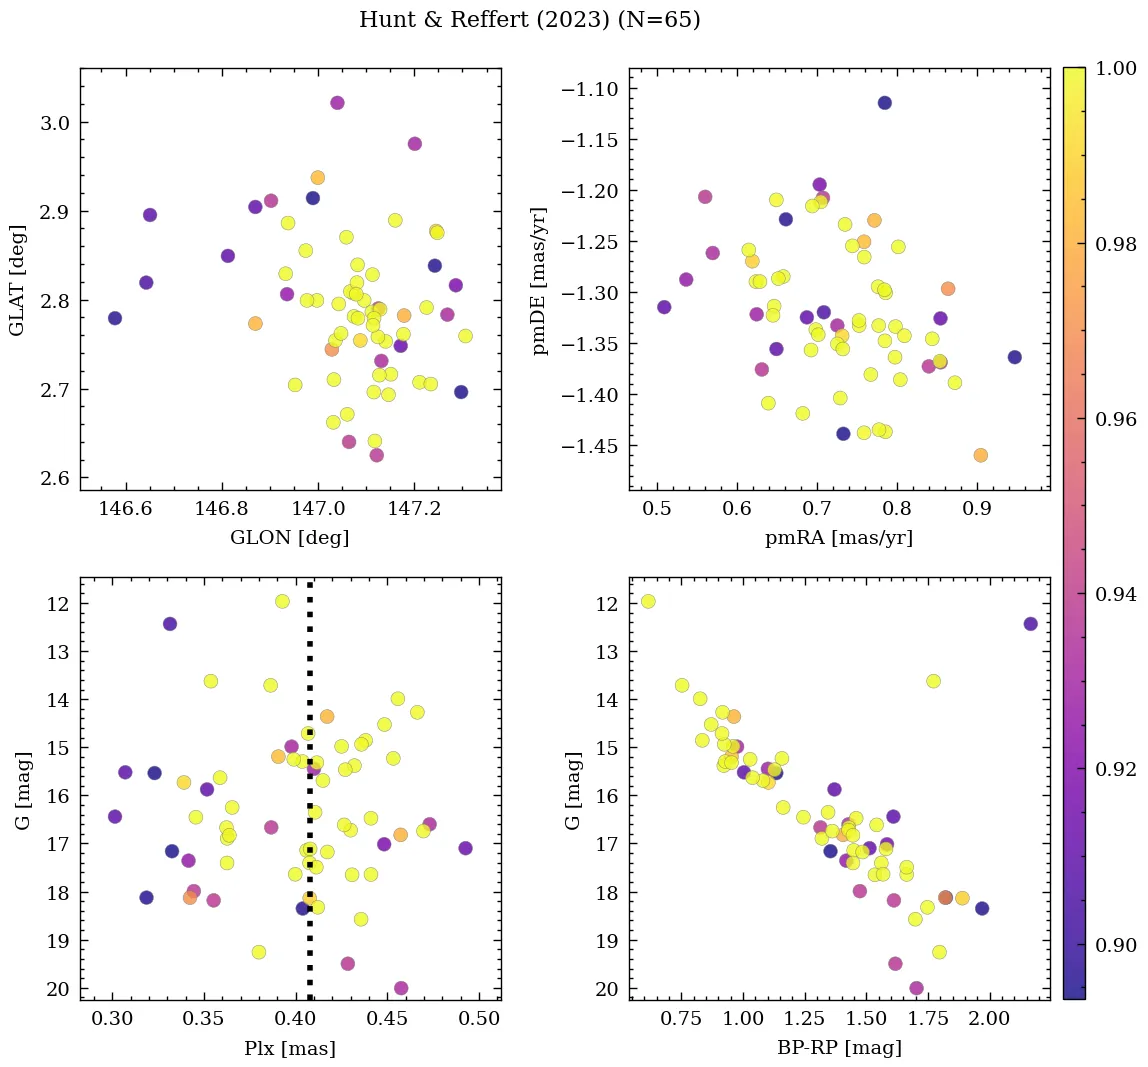 Hunt & Reffert (2023) (N=65)
3.0
2.9
2.8
2.7
2.6
GLAT [deg]
146.6 146.8 147.0 147.2
GLON [deg]
−1.10
−1.15
−1.20
−1.25
−1.30
−1.35
−1.40
−1.45
pmDE [mas/yr]
0.5 0.6 0.7 0.8 0.9
pmRA [mas/yr]
1.00
0.98
0.96
0.94
0.92
0.90
12
13
14
15
16
17
18
19
20
G [mag]
0.30 0.35 0.40 0.45 0.50
Plx [mas]
12
13
14
15
16
17
18
19
20
G [mag]
0.75 1.00 1.25 1.50 1.75 2.00
BP-RP [mag]